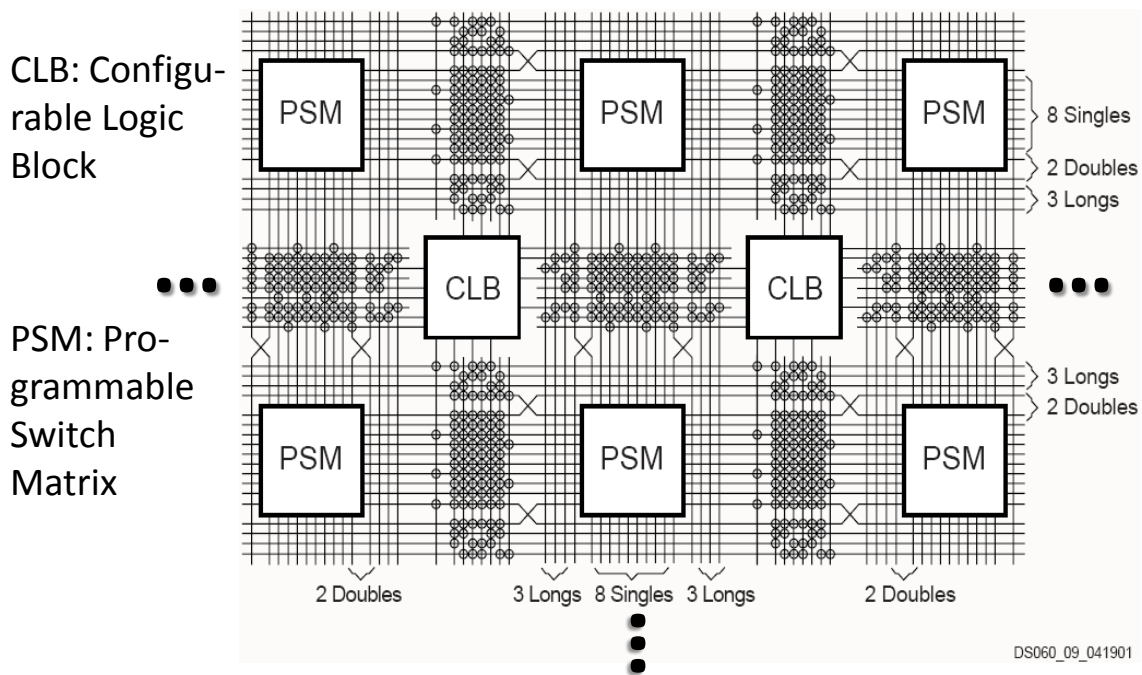 CLB: Configu-
rable Logic
Block
PSM: Pro-
grammable
Switch
Matrix
PSM
PSM
PSM
8 Singles
2 Doubles
3 Longs
CLB
CLB
3 Longs
2 Doubles
PSM
PSM
PSM
2 Doubles
3 Longs
8 Singles
3 Longs
2 Doubles
DS060_09_041901